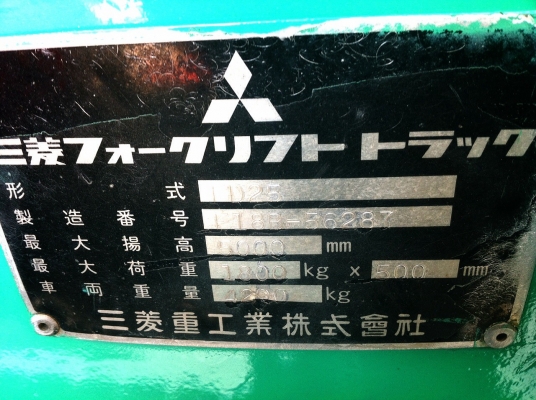 三菱フォークリフト トラック
形式 FD25
製造番号 -56287
最大揚高 mm
最大荷重 kg x 500 mm
車両重量 kg
三菱重工業株式會社